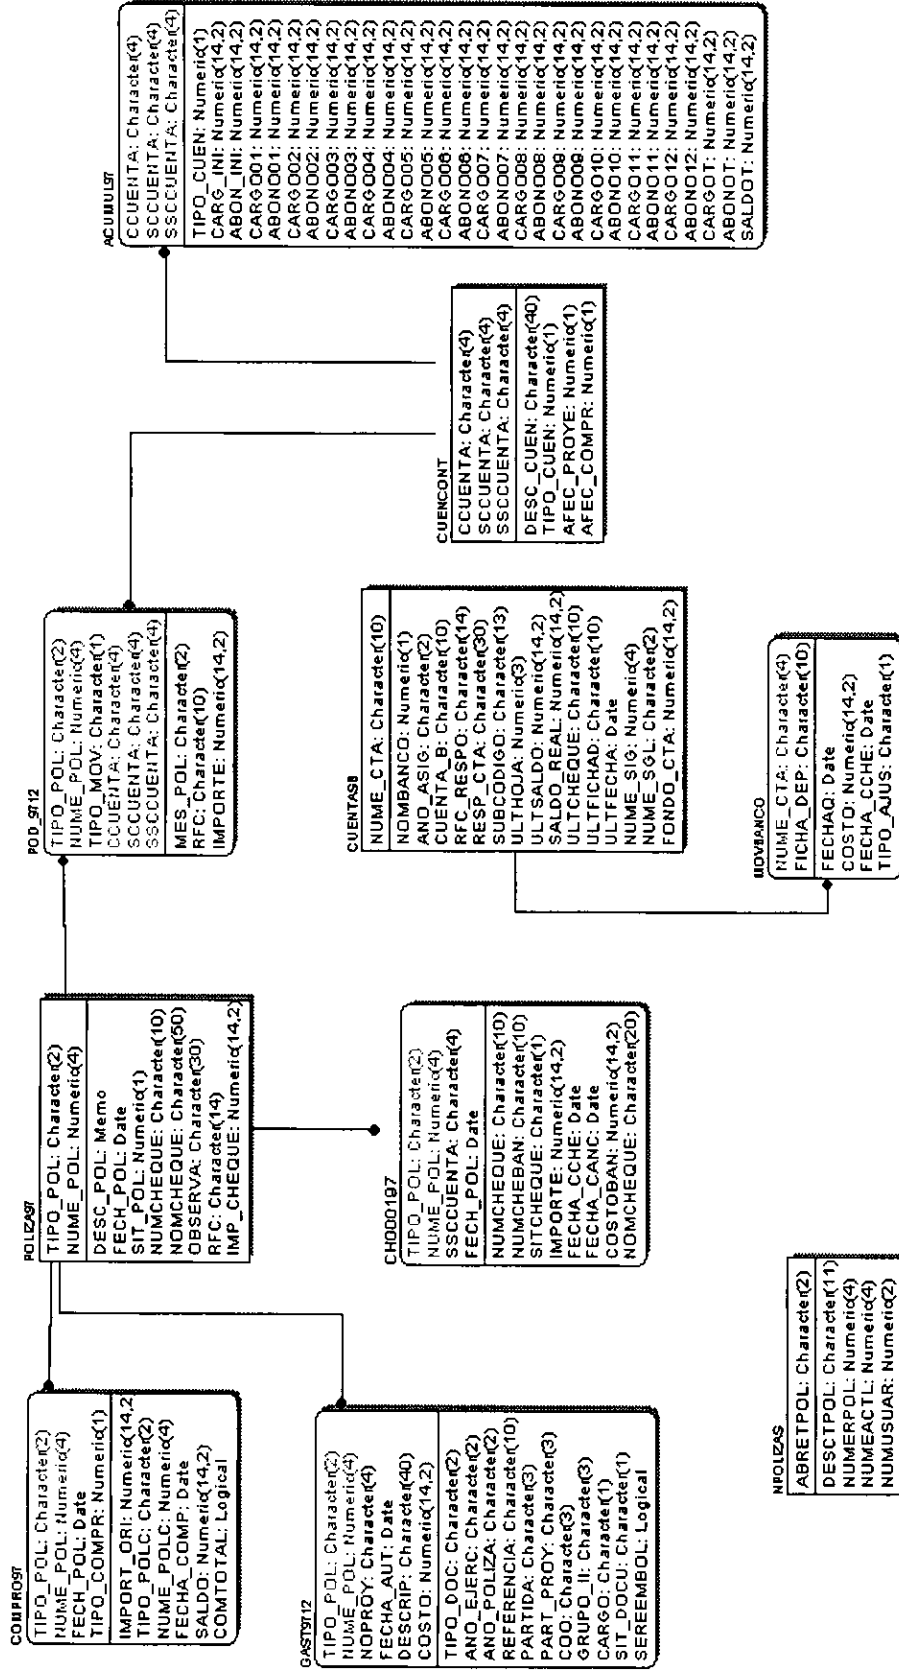 COMPRO97
TIPO_POL: Character(2)
NUME_POL: Numeric(4)
FECH_POL: Date
TIPO_COMPR: Numeric(1)
IMPORT_ORI: Numeric(14,2)
TIPO_POLC: Character(2)
NUME_POLC: Numeric(4)
FECHA_COMP: Date
SALDO: Numeric(14,2)
COMTOTAL: Logical
GAST9712
TIPO_POL: Character(2)
NUME_POL: Numeric(4)
NOPROY: Character(4)
FECHA_AUT: Date
DESCRIP: Character(40)
COSTO: Numeric(14,2)
TIPO_DOC: Character(2)
ANO_EJERC: Character(2)
ANO_POLIZA: Character(2)
REFERENCIA: Character(10)
PARTIDA: Character(3)
PART_PROY: Character(3)
COO: Character(3)
GRUPO_II: Character(3)
CARGO: Character(1)
SIT_DOCU: Character(1)
SEREEMBOL: Logical
POLIZA97
TIPO_POL: Character(2)
NUME_POL: Numeric(4)
DESC_POL: Memo
FECH_POL: Date
SIT_POL: Numeric(1)
NUMCHEQUE: Character(10)
NOMCHEQUE: Character(50)
OBSERVA: Character(30)
RFC: Character(14)
IMP_CHEQUE: Numeric(14,2)
CHO00197
TIPO_POL: Character(2)
NUME_POL: Numeric(4)
SSCCUENTA: Character(4)
FECH_POL: Date
NUMCHEQUE: Character(10)
NUMCHEBAN: Character(10)
SITCHEQUE: Character(1)
IMPORTE: Numeric(14,2)
FECHA_CCHE: Date
FECHA_CANC: Date
COSTOBAN: Numeric(14,2)
NOMCHEQUE: Character(20)
NPOLIZAS
ABRETPOL: Character(2)
DESCTPOL: Character(11)
NUMERPOL: Numeric(4)
NUMEACTL: Numeric(4)
NUMUSUAR: Numeric(2)
POD_9712
TIPO_POL: Character(2)
NUME_POL: Numeric(4)
TIPO_MOV: Character(1)
CCUENTA: Character(4)
SCCUENTA: Character(4)
SSCCUENTA: Character(4)
MES_POL: Character(2)
RFC: Character(10)
IMPORTE: Numeric(14,2)
CUENTAS8
NUME_CTA: Character(10)
NOMBANCO: Numeric(1)
ANO_ASIG: Character(2)
CUENTA_B: Character(10)
RFC_RESPO: Character(14)
RESP_CTA: Character(30)
SUBCODIGO: Character(13)
ULTHOJA: Numeric(3)
ULTSALDO: Numeric(14,2)
SALDO_REAL: Numeric(14,2)
ULTCHEQUE: Character(10)
ULTFICHAD: Character(10)
ULTFECHA: Date
NUME_SIG: Numeric(4)
NUME_SGL: Numeric(2)
FONDO_CTA: Numeric(14,2)
MOVBANCO
NUME_CTA: Character(4)
FICHA_DEP: Character(10)
FECHAQ: Date
COSTO: Numeric(14,2)
FECHA_CCHE: Date
TIPO_AJUS: Character(1)
CUENCONT
CCUENTA: Character(4)
SCCUENTA: Character(4)
SSCCUENTA: Character(4)
DESC_CUEN: Character(40)
TIPO_CUEN: Numeric(1)
AFEC_PROYE: Numeric(1)
AFEC_COMPR: Numeric(1)
ACUMUL97
CCUENTA: Character(4)
SCCUENTA: Character(4)
SSCCUENTA: Character(4)
TIPO_CUEN: Numeric(1)
CARG_INI: Numeric(14,2)
ABON_INI: Numeric(14,2)
CARGO01: Numeric(14,2)
ABONO01: Numeric(14,2)
CARGO02: Numeric(14,2)
ABONO02: Numeric(14,2)
CARGO03: Numeric(14,2)
ABONO03: Numeric(14,2)
CARGO04: Numeric(14,2)
ABONO04: Numeric(14,2)
CARGO05: Numeric(14,2)
ABONO05: Numeric(14,2)
CARGO06: Numeric(14,2)
ABONO06: Numeric(14,2)
CARGO07: Numeric(14,2)
ABONO07: Numeric(14,2)
CARGO08: Numeric(14,2)
ABONO08: Numeric(14,2)
CARGO09: Numeric(14,2)
ABONO09: Numeric(14,2)
CARGO10: Numeric(14,2)
ABONO10: Numeric(14,2)
CARGO11: Numeric(14,2)
ABONO11: Numeric(14,2)
CARGO12: Numeric(14,2)
ABONO12: Numeric(14,2)
CARGOT: Numeric(14,2)
ABONOT: Numeric(14,2)
SALDOT: Numeric(14,2)